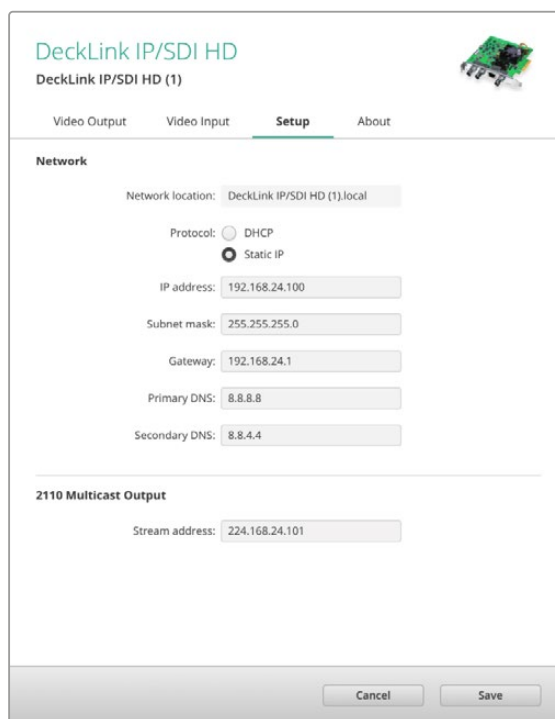 DeckLink IP/SDI HD
DeckLink IP/SDI HD (1)
Video Output Video Input Setup About
Network
Network location: DeckLink IP/SDI HD (1).local
Protocol: DHCP
Static IP
IP address: 192.168.24.100
Subnet mask: 255.255.255.0
Gateway: 192.168.24.1
Primary DNS: 8.8.8.8
Secondary DNS: 8.8.4.4
2110 Multicast Output
Stream address: 224.168.24.101
Cancel Save